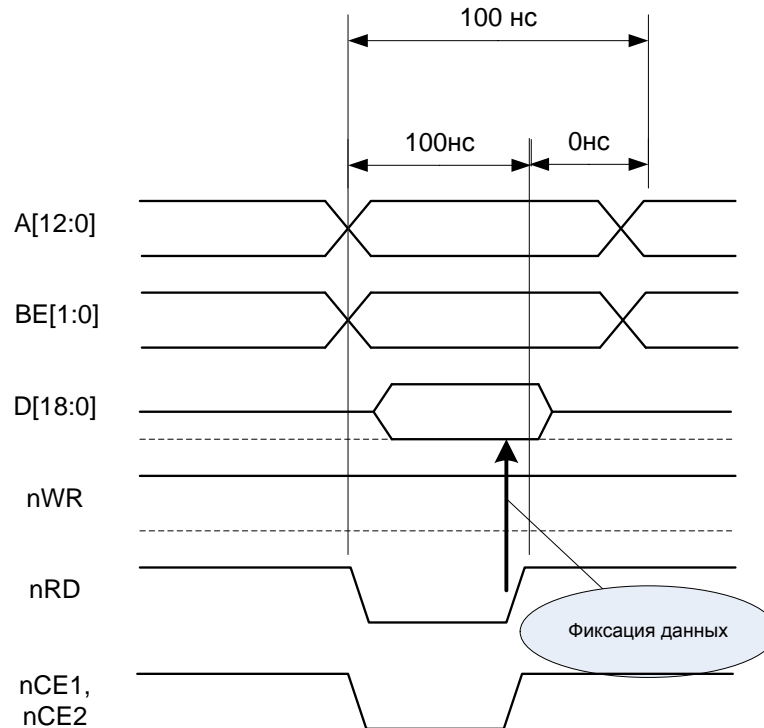 100 нс
100нс
0нс
A[12:0]
BE[1:0]
D[18:0]
nWR
nRD
Фиксация данных
nCE1,
nCE2